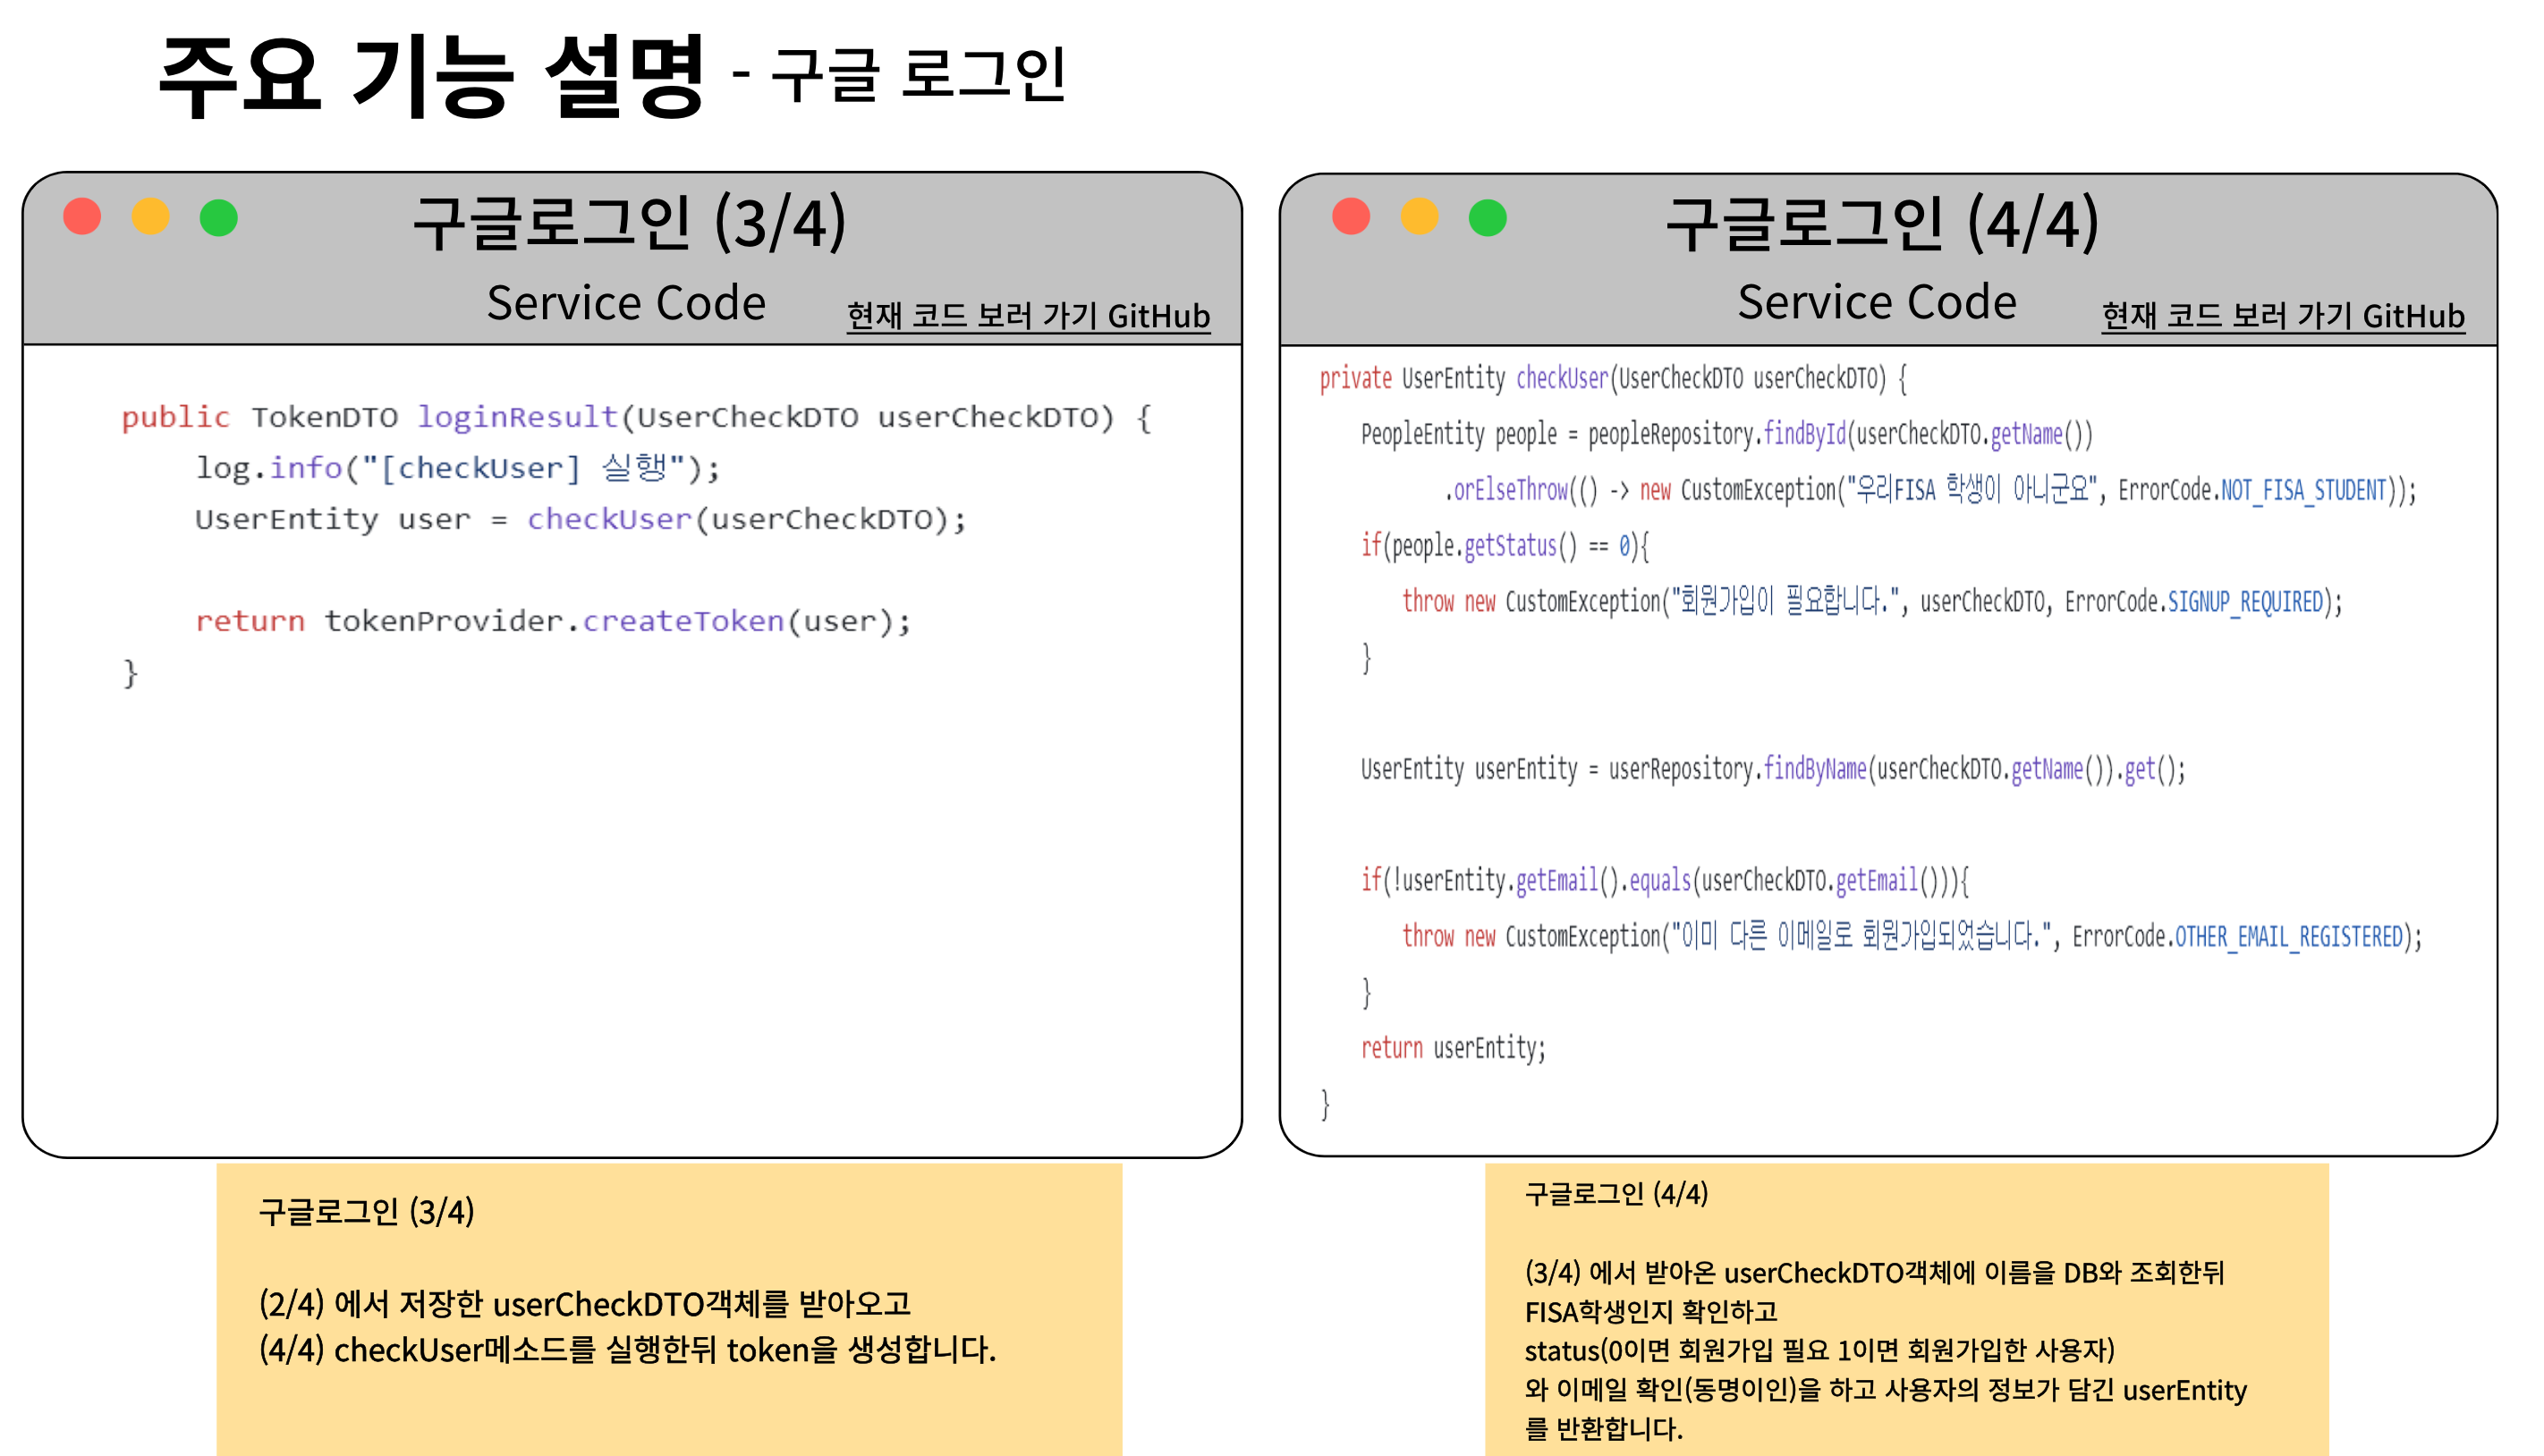 주요 기능 설명 - 구글 로그인
구글로그인 (3/4)
Service Code
현재 코드 보러 가기 GitHub
public TokenDTO loginResult(UserCheckDTO userCheckDTO) {
log.info("[checkUser] 실행");
UserEntity user = checkUser(userCheckDTO);
return tokenProvider.createToken(user);
}
구글로그인 (3/4)
(2/4) 에서 저장한 userCheckDTO객체를 받아오고
(4/4) checkUser메소드를 실행한뒤 token을 생성합니다.
구글로그인 (4/4)
Service Code
현재 코드 보러 가기 GitHub
private UserEntity checkUser(UserCheckDTO userCheckDTO) {
PeopleEntity people = peopleRepository.findById(userCheckDTO.getName())
.orElseThrow(() -> new CustomException("우리FISA 학생이 아니군요", ErrorCode.NOT_FISA_STUDENT));
if(people.getStatus() == 0){
throw new CustomException("회원가입이 필요합니다.", userCheckDTO, ErrorCode.SIGNUP_REQUIRED);
}
UserEntity userEntity = userRepository.findByName(userCheckDTO.getName()).get();
if(!userEntity.getEmail().equals(userCheckDTO.getEmail())){
throw new CustomException("이미 다른 이메일로 회원가입되었습니다.", ErrorCode.OTHER_EMAIL_REGISTERED);
}
return userEntity;
}
구글로그인 (4/4)
(3/4) 에서 받아온 userCheckDTO객체에 이름을 DB와 조회한뒤
FISA학생인지 확인하고
status(0이면 회원가입 필요 1이면 회원가입한 사용자)
와 이메일 확인(동명이인)을 하고 사용자의 정보가 담긴 userEntity
를 반환합니다.